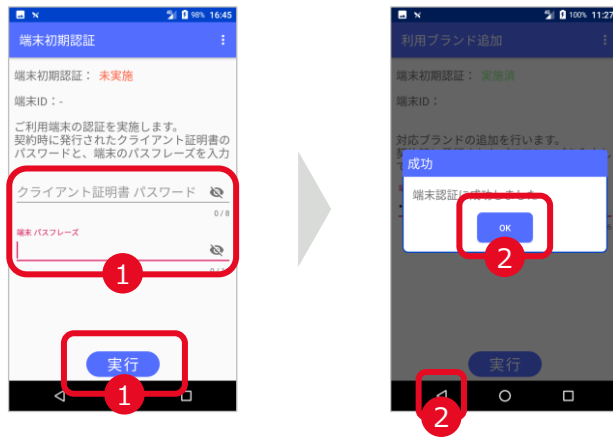 98% 16:45
端末初期認証
端末初期認証： 未実施
端末ID：-
ご利用端末の認証を実施します。
契約時に発行されたクライアント証明書の
パスワードと、端末のパスフレーズを入力
クライアント証明書 パスワード
0 / 8
端末 パスフレーズ
1
実行
1
100% 11:27
利用ブランド追加
端末初期認証： 実施済
端末ID：
対応ブランドの追加を行います。
成功
端末認証に成功しました
OK
2
実行
2